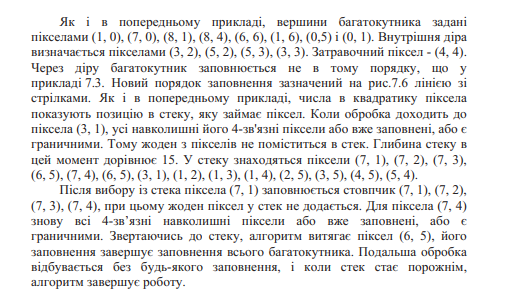 Як і в попередньому прикладі, вершини багатокутника задані
пікселами (1, 0), (7, 0), (8, 1), (8, 4), (6, 6), (1, 6), (0,5) і (0, 1). Внутрішня діра
визначається пікселами (3, 2), (5, 2), (5, 3), (3, 3). Затравочний піксел - (4, 4).
Через діру багатокутник заповнюється не в тому порядку, що у
прикладі 7.3. Новий порядок заповнення зазначений на рис.7.6 лінією зі
стрілками. Як і в попередньому прикладі, числа в квадратику піксела
показують позицію в стеку, яку займає піксел. Коли обробка доходить до
піксела (3, 1), усі навколишні його 4-зв'язні піксели або вже заповнені, або є
граничними. Тому жоден з пікселів не поміститься в стек. Глибина стеку в
цей момент дорівнює 15. У стеку знаходяться піксели (7, 1), (7, 2), (7, 3),
(6, 5), (7, 4), (6, 5), (3, 1), (1, 2), (1, 3), (1, 4), (2, 5), (3, 5), (4, 5), (5, 4).
Після вибору із стека піксела (7, 1) заповнюється стовпчик (7, 1), (7, 2),
(7, 3), (7, 4), при цьому жоден піксел у стек не додається. Для піксела (7, 4)
знову всі 4-зв’язні навколишні піксели або вже заповнені, або є
граничними. Звертаючись до стеку, алгоритм витягає піксел (6, 5), його
заповнення завершує заповнення всього багатокутника. Подальша обробка
відбувається без будь-якого заповнення, і коли стек стає порожнім,
алгоритм завершує роботу.